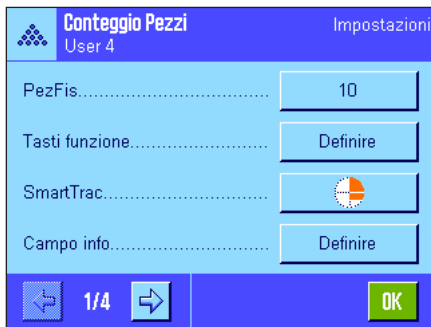 Conteggio Pezzi Impostazioni
User 4
PezFis................................... 10
Tasti funzione......................... Definire
SmartTrac..............................
Campo info............................. Definire
1/4 OK